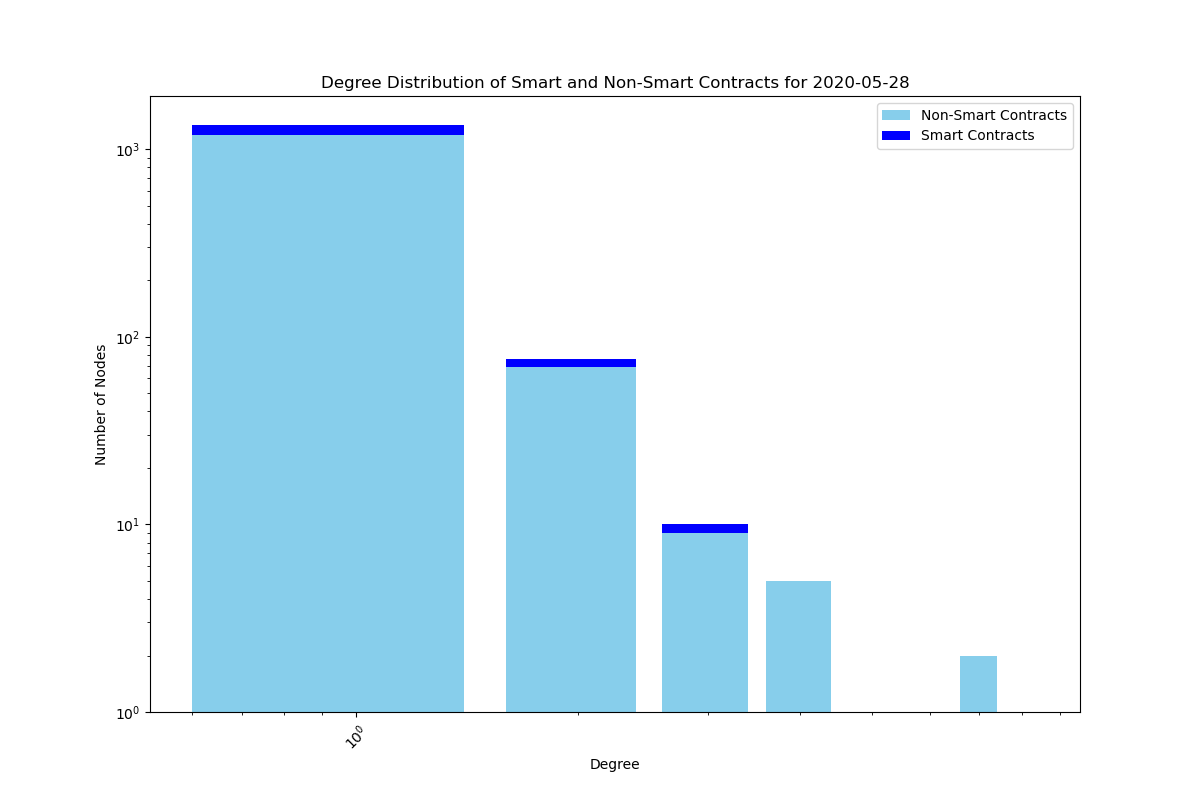 Degree Distribution of Smart and Non-Smart Contracts for 2020-05-28
Non-Smart Contracts
Smart Contracts
10³
10²
10¹
10⁰
Number of Nodes
10⁰
Degree